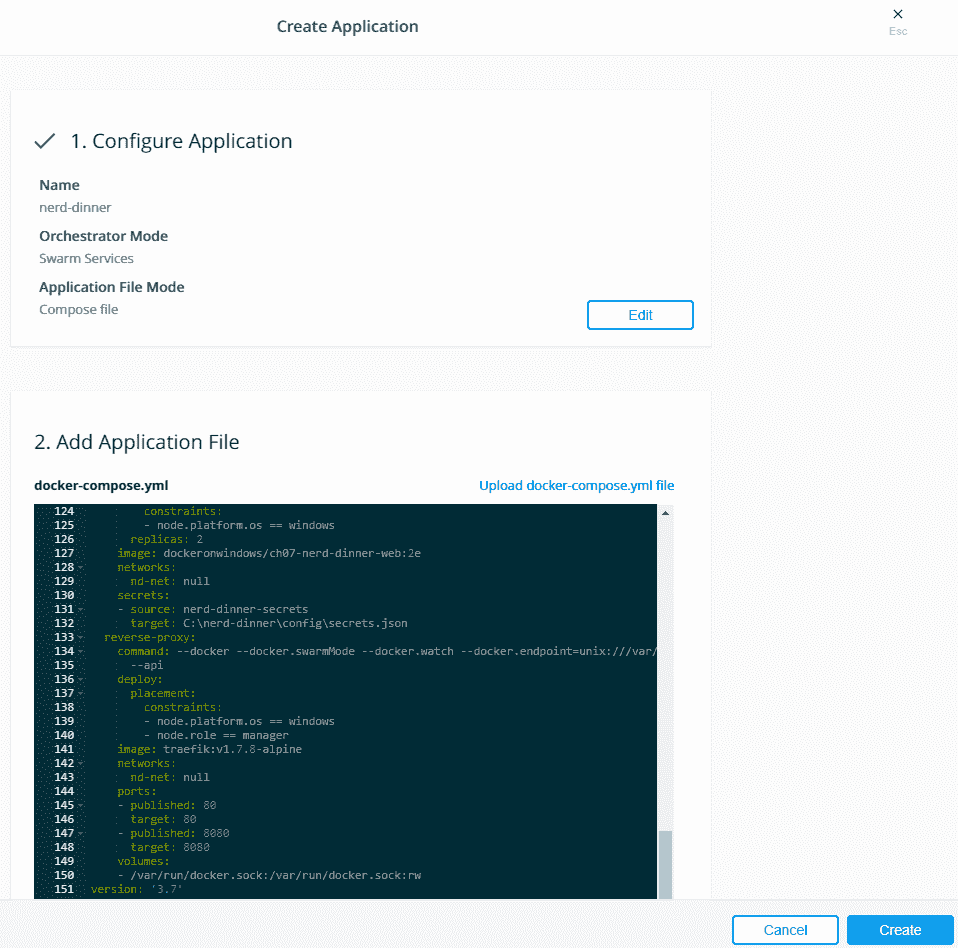 Create Application
Esc
1. Configure Application
Name
nerd-dinner
Orchestrator Mode
Swarm Services
Application File Mode
Compose file
Edit
2. Add Application File
docker-compose.yml
Upload docker-compose.yml file
124 constraints:
125 - node.platform.os == windows
126 replicas: 2
127 image: dockeronwindows/ch07-nerd-dinner-web:2e
128 networks:
129 nd-net: null
130 secrets:
131 - source: nerd-dinner-secrets
132 target: C:\nerd-dinner\config\secrets.json
133 reverse-proxy:
134 command: --docker --docker.swarmMode --docker.watch --docker.endpoint=unix:///var/
135 --api
136 deploy:
137 placement:
138 constraints:
139 - node.platform.os == windows
140 - node.role == manager
141 image: traefik:v1.7.8-alpine
142 networks:
143 nd-net: null
144 ports:
145 - published: 80
146 target: 80
147 - published: 8080
148 target: 8080
149 volumes:
150 - /var/run/docker.sock:/var/run/docker.sock:rw
151 version: '3.7'
Cancel
Create